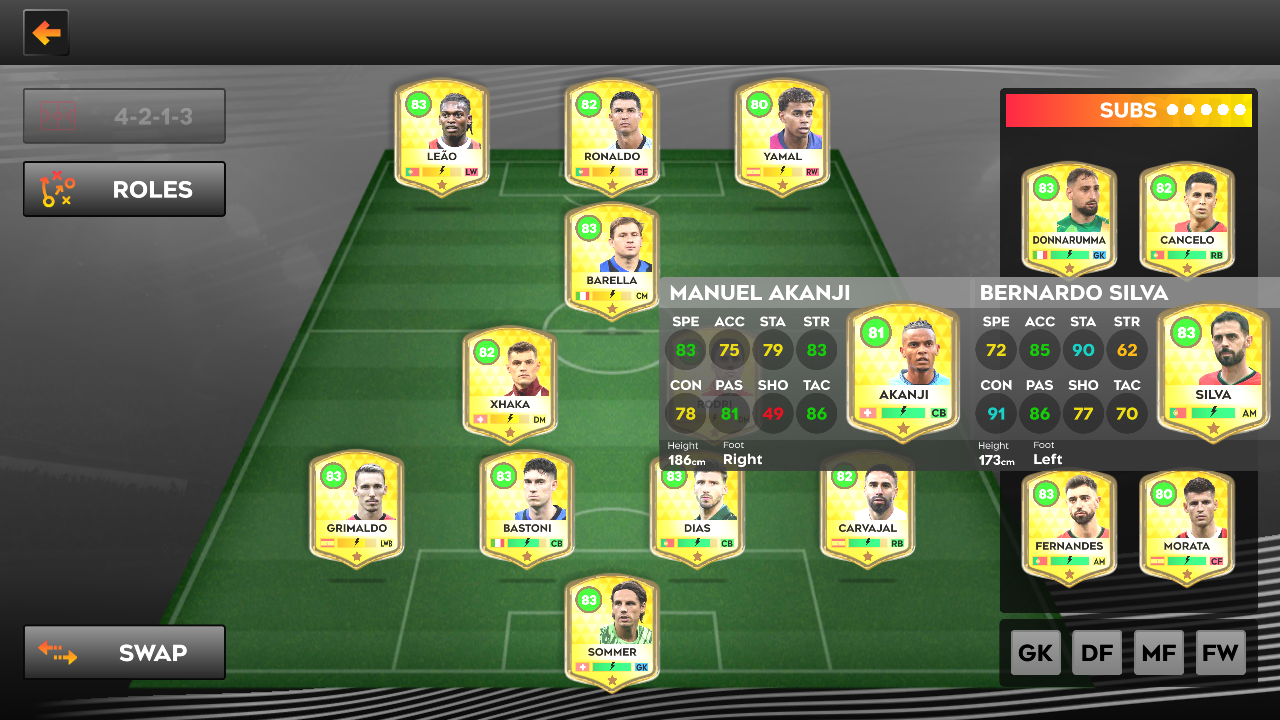 4-2-1-3
ROLES
83
LEÃO
LW
82
RONALDO
CF
80
YAMAL
RW
SUBS
83
DONNARUMMA
GK
82
CANCELO
RB
83
BARELLA
CM
MANUEL AKANJI
SPE ACC STA STR
83 75 79 83
CON PAS SHO TAC
78 81 49 86
Height Foot
186cm Right
81
AKANJI
CB
BERNARDO SILVA
SPE ACC STA STR
72 85 90 62
CON PAS SHO TAC
91 86 77 70
Height Foot
173cm Left
83
SILVA
AM
82
XHAKA
DM
RODRI
83
GRIMALDO
LWB
83
BASTONI
CB
83
DIAS
CB
82
CARVAJAL
RB
83
FERNANDES
AM
80
MORATA
CF
83
SOMMER
GK
SWAP
GK DF MF FW